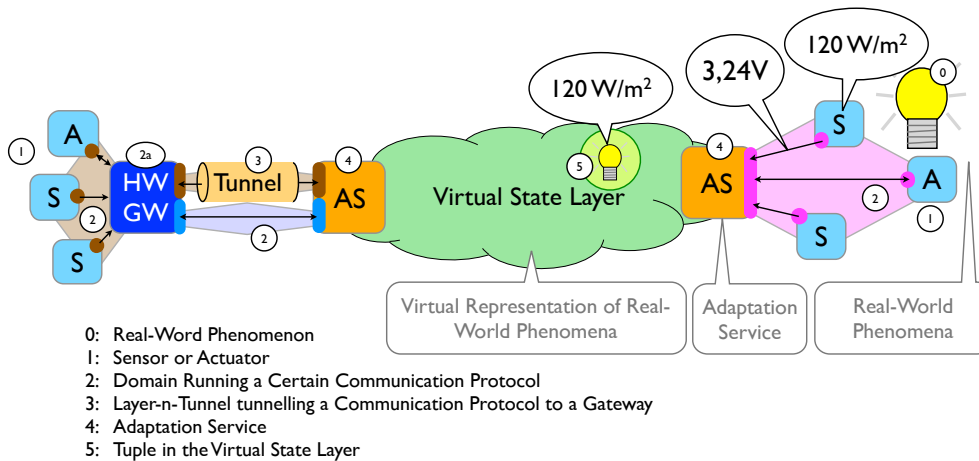 120 W/m²
0
3,24V
120 W/m²
A
1
2a
3
4
5
4
S
HW
GW
Tunnel
AS
Virtual State Layer
AS
A
S
2
2
2
1
S
S
Virtual Representation of Real-
World Phenomena
Adaptation
Service
Real-World
Phenomena
0: Real-Word Phenomenon
1: Sensor or Actuator
2: Domain Running a Certain Communication Protocol
3: Layer-n-Tunnel tunnelling a Communication Protocol to a Gateway
4: Adaptation Service
5: Tuple in the Virtual State Layer